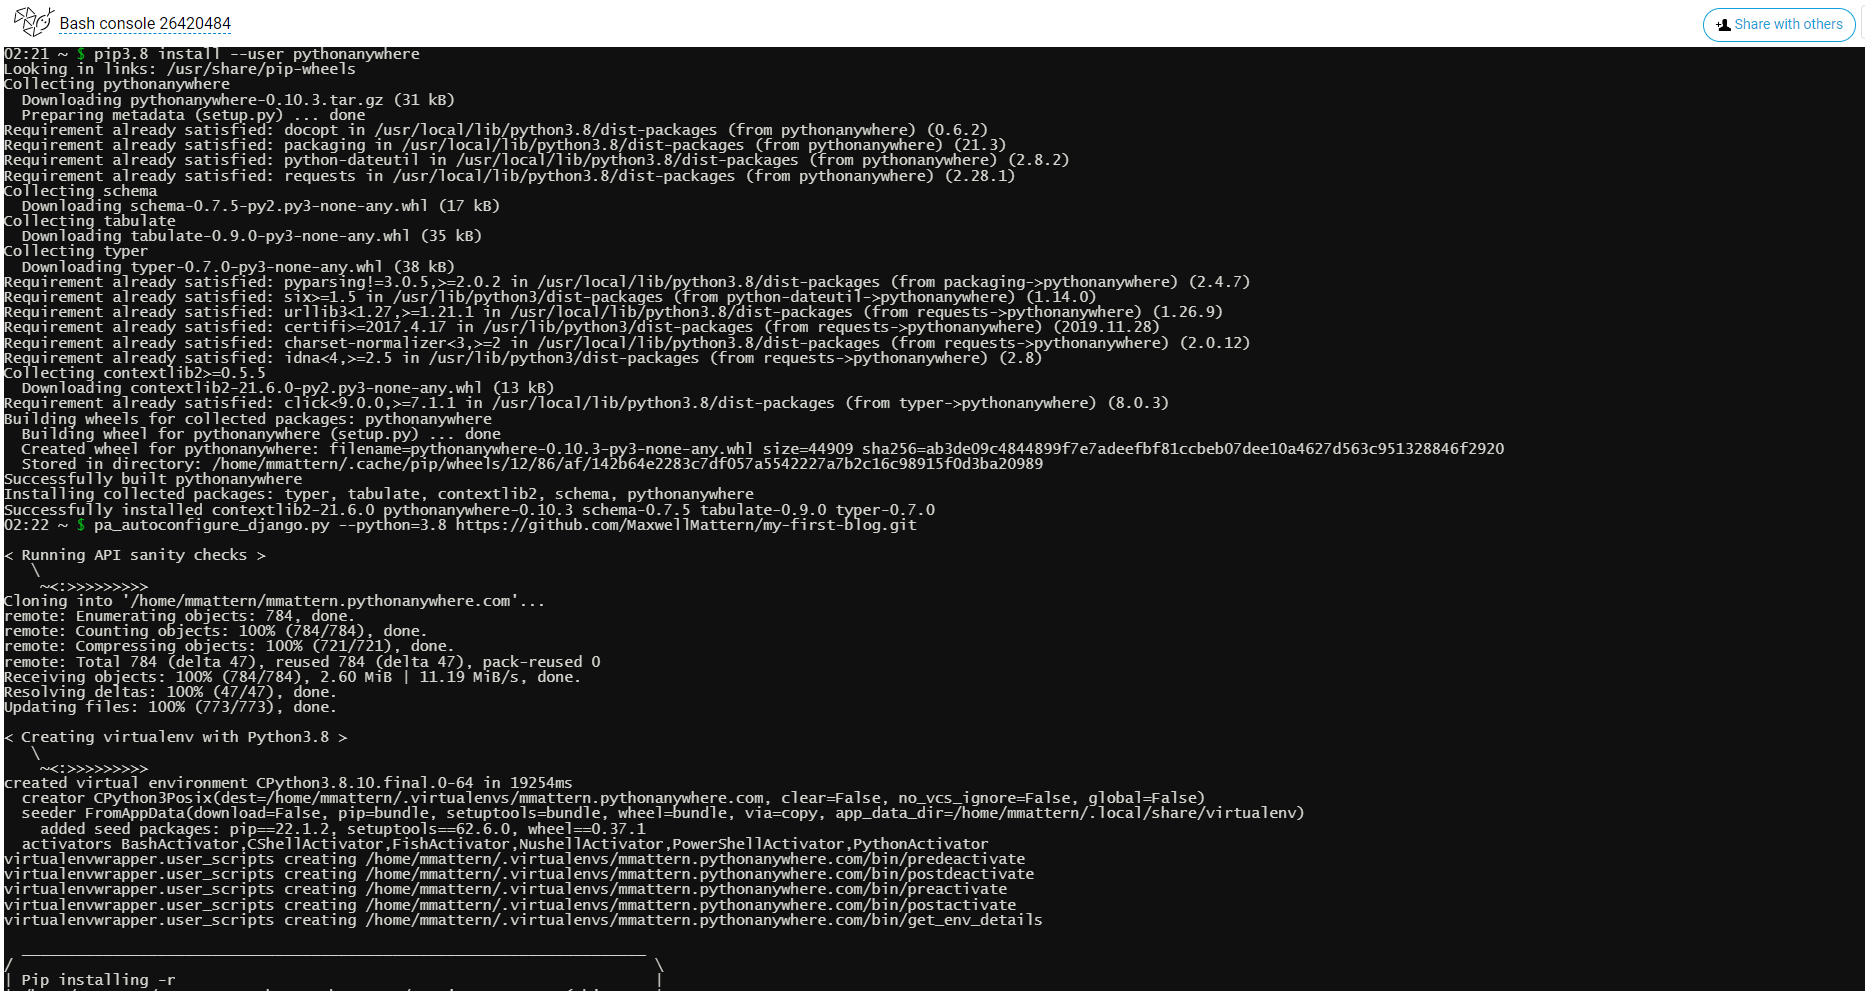 Bash console 26420484
Share with others
02:21 ~ $ pip3.8 install --user pythonanywhere
Looking in links: /usr/share/pip-wheels
Collecting pythonanywhere
  Downloading pythonanywhere-0.10.3.tar.gz (31 kB)
  Preparing metadata (setup.py) ... done
Requirement already satisfied: docopt in /usr/local/lib/python3.8/dist-packages (from pythonanywhere) (0.6.2)
Requirement already satisfied: packaging in /usr/local/lib/python3.8/dist-packages (from pythonanywhere) (21.3)
Requirement already satisfied: python-dateutil in /usr/local/lib/python3.8/dist-packages (from pythonanywhere) (2.8.2)
Requirement already satisfied: requests in /usr/local/lib/python3.8/dist-packages (from pythonanywhere) (2.28.1)
Collecting schema
  Downloading schema-0.7.5-py2.py3-none-any.whl (17 kB)
Collecting tabulate
  Downloading tabulate-0.9.0-py3-none-any.whl (35 kB)
Collecting typer
  Downloading typer-0.7.0-py3-none-any.whl (38 kB)
Requirement already satisfied: pyparsing!=3.0.5,>=2.0.2 in /usr/local/lib/python3.8/dist-packages (from packaging->pythonanywhere) (2.4.7)
Requirement already satisfied: six>=1.5 in /usr/lib/python3/dist-packages (from python-dateutil->pythonanywhere) (1.14.0)
Requirement already satisfied: urllib3<1.27,>=1.21.1 in /usr/local/lib/python3.8/dist-packages (from requests->pythonanywhere) (1.26.9)
Requirement already satisfied: certifi>=2017.4.17 in /usr/lib/python3/dist-packages (from requests->pythonanywhere) (2019.11.28)
Requirement already satisfied: charset-normalizer<3,>=2 in /usr/local/lib/python3.8/dist-packages (from requests->pythonanywhere) (2.0.12)
Requirement already satisfied: idna<4,>=2.5 in /usr/lib/python3/dist-packages (from requests->pythonanywhere) (2.8)
Collecting contextlib2>=0.5.5
  Downloading contextlib2-21.6.0-py2.py3-none-any.whl (13 kB)
Requirement already satisfied: click<9.0.0,>=7.1.1 in /usr/local/lib/python3.8/dist-packages (from typer->pythonanywhere) (8.0.3)
Building wheels for collected packages: pythonanywhere
  Building wheel for pythonanywhere (setup.py) ... done
  Created wheel for pythonanywhere: filename=pythonanywhere-0.10.3-py3-none-any.whl size=44909 sha256=ab3de09c4844899f7e7adeefbf81ccbeb07dee10a4627d563c951328846f2920
  Stored in directory: /home/mmattern/.cache/pip/wheels/12/86/af/142b64e2283c7df057a5542227a7b2c16c98915f0d3ba20989
Successfully built pythonanywhere
Installing collected packages: typer, tabulate, contextlib2, schema, pythonanywhere
Successfully installed contextlib2-21.6.0 pythonanywhere-0.10.3 schema-0.7.5 tabulate-0.9.0 typer-0.7.0
02:22 ~ $ pa_autoconfigure_django.py --python=3.8 https://github.com/MaxwellMattern/my-first-blog.git
< Running API sanity checks >
   \
    ~<:>>>>>>>>>
Cloning into '/home/mmattern/mmattern.pythonanywhere.com'...
remote: Enumerating objects: 784, done.
remote: Counting objects: 100% (784/784), done.
remote: Compressing objects: 100% (721/721), done.
remote: Total 784 (delta 47), reused 784 (delta 47), pack-reused 0
Receiving objects: 100% (784/784), 2.60 MiB | 11.19 MiB/s, done.
Resolving deltas: 100% (47/47), done.
Updating files: 100% (773/773), done.
< Creating virtualenv with Python3.8 >
   \
    ~<:>>>>>>>>>
created virtual environment CPython3.8.10.final.0-64 in 19254ms
  creator CPython3Posix(dest=/home/mmattern/.virtualenvs/mmattern.pythonanywhere.com, clear=False, no_vcs_ignore=False, global=False)
  seeder FromAppData(download=False, pip=bundle, setuptools=bundle, wheel=bundle, via=copy, app_data_dir=/home/mmattern/.local/share/virtualenv)
    added seed packages: pip==22.1.2, setuptools==62.6.0, wheel==0.37.1
  activators BashActivator,CShellActivator,FishActivator,NushellActivator,PowerShellActivator,PythonActivator
virtualenvwrapper.user_scripts creating /home/mmattern/.virtualenvs/mmattern.pythonanywhere.com/bin/predeactivate
virtualenvwrapper.user_scripts creating /home/mmattern/.virtualenvs/mmattern.pythonanywhere.com/bin/postdeactivate
virtualenvwrapper.user_scripts creating /home/mmattern/.virtualenvs/mmattern.pythonanywhere.com/bin/preactivate
virtualenvwrapper.user_scripts creating /home/mmattern/.virtualenvs/mmattern.pythonanywhere.com/bin/postactivate
virtualenvwrapper.user_scripts creating /home/mmattern/.virtualenvs/mmattern.pythonanywhere.com/bin/get_env_details
/ \
| Pip installing -r |